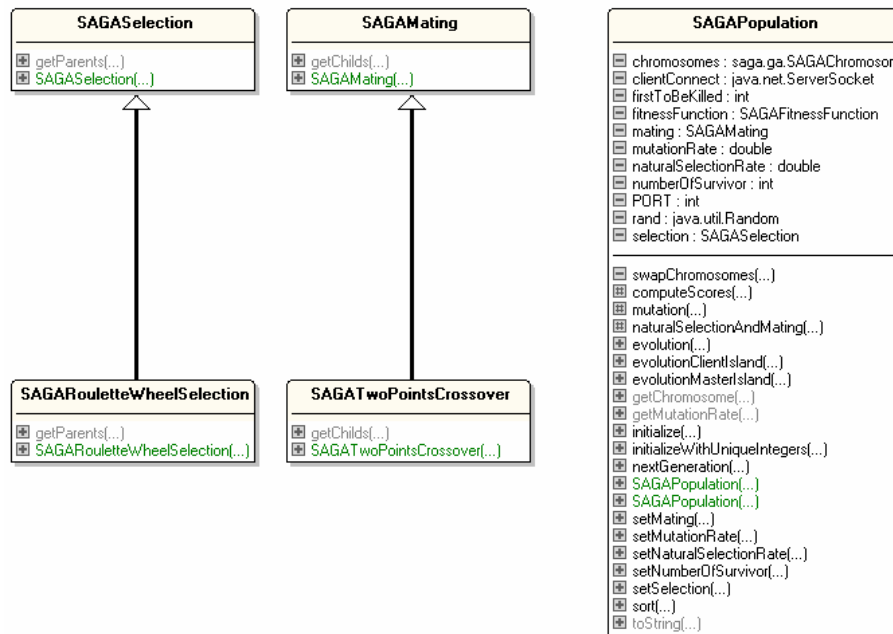 SAGASelection
getParents(...)
SAGASelection(...)
SAGAMating
getChilds(...)
SAGAMating(...)
SAGARouletteWheelSelection
getParents(...)
SAGARouletteWheelSelection(...)
SAGATwoPointsCrossover
getChilds(...)
SAGATwoPointsCrossover(...)
SAGAPopulation
chromosomes : saga.ga.SAGAChromosom
clientConnect : java.net.ServerSocket
firstToBeKilled : int
fitnessFunction : SAGAFitnessFunction
mating : SAGAMating
mutationRate : double
naturalSelectionRate : double
numberOfSurvivor : int
PORT : int
rand : java.util.Random
selection : SAGASelection
swapChromosomes(...)
computeScores(...)
mutation(...)
naturalSelectionAndMating(...)
evolution(...)
evolutionClientIsland(...)
evolutionMasterIsland(...)
getChromosome(...)
getMutationRate(...)
initialize(...)
initializeWithUniqueIntegers(...)
nextGeneration(...)
SAGAPopulation(...)
SAGAPopulation(...)
setMating(...)
setMutationRate(...)
setNaturalSelectionRate(...)
setNumberOfSurvivor(...)
setSelection(...)
sort(...)
toString(...)